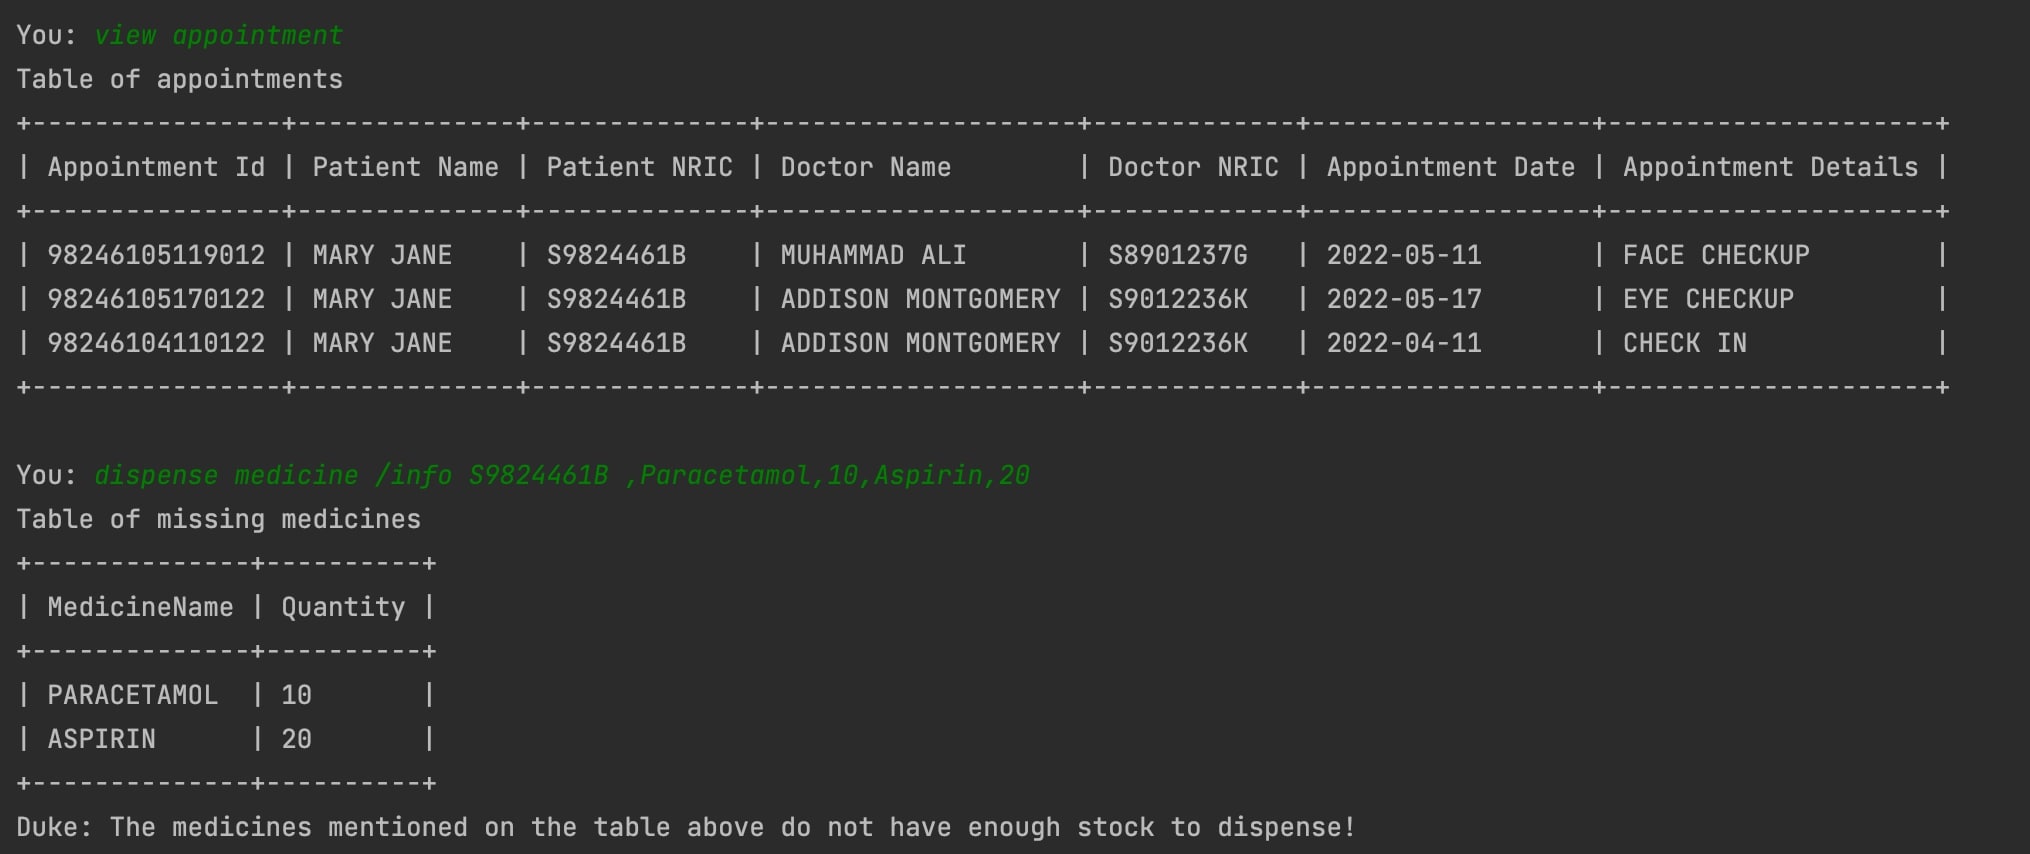 You: view appointment
Table of appointments
+----------------+--------------+--------------+--------------------+-------------+------------------+---------------------+
| Appointment Id | Patient Name | Patient NRIC | Doctor Name        | Doctor NRIC | Appointment Date | Appointment Details |
+----------------+--------------+--------------+--------------------+-------------+------------------+---------------------+
| 98246105119012 | MARY JANE    | S9824461B    | MUHAMMAD ALI       | S8901237G   | 2022-05-11       | FACE CHECKUP        |
| 98246105170122 | MARY JANE    | S9824461B    | ADDISON MONTGOMERY | S9012236K   | 2022-05-17       | EYE CHECKUP         |
| 98246104110122 | MARY JANE    | S9824461B    | ADDISON MONTGOMERY | S9012236K   | 2022-04-11       | CHECK IN            |
+----------------+--------------+--------------+--------------------+-------------+------------------+---------------------+
You: dispense medicine /info S9824461B ,Paracetamol,10,Aspirin,20
Table of missing medicines
+--------------+----------+
| MedicineName | Quantity |
+--------------+----------+
| PARACETAMOL  | 10       |
| ASPIRIN      | 20       |
+--------------+----------+
Duke: The medicines mentioned on the table above do not have enough stock to dispense!